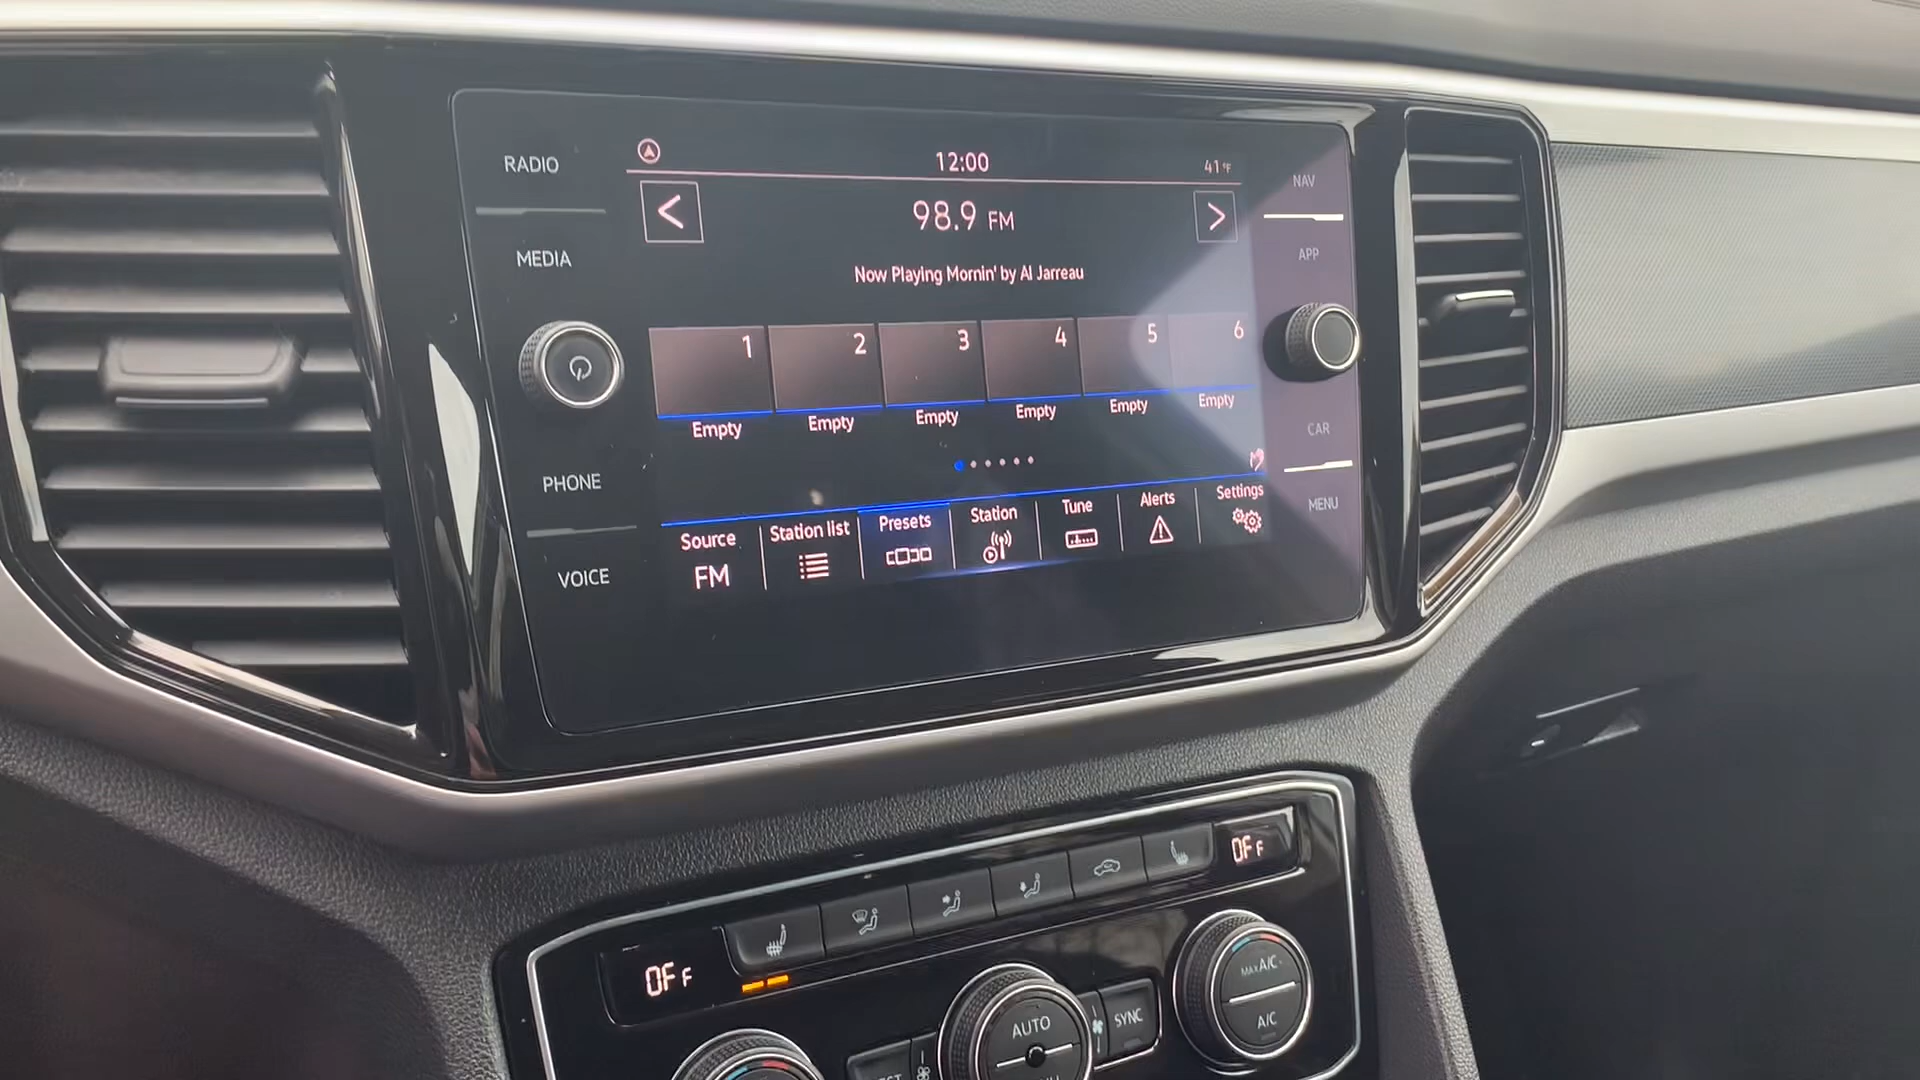 RADIO
MEDIA
PHONE
VOICE
12:00
41°F
98.9 FM
Now Playing Mornin' by Al Jarreau
1 2 3 4 5 6
Empty Empty Empty Empty Empty Empty
Source Station list Presets Station Tune Alerts Settings
FM
NAV
APP
CAR
MENU
OFF
OFF
AUTO
SYNC
MAX A/C
A/C